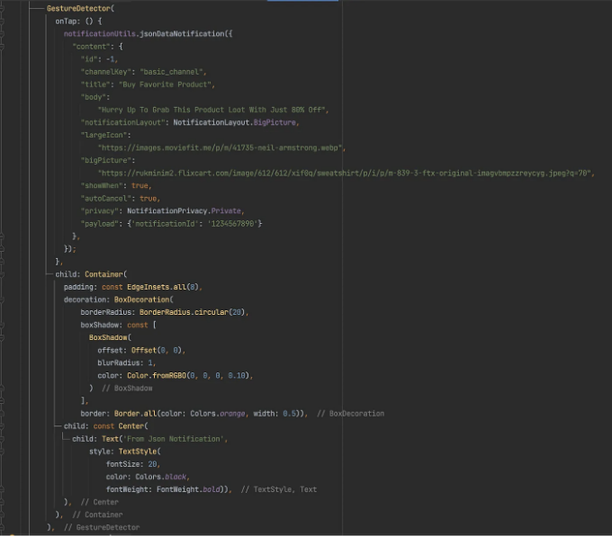 GestureDetector(
onTap: () {
notificationUtils.jsonDataNotification({
"content": {
"id": -1,
"channelKey": "basic_channel",
"title": "Buy Favorite Product",
"body":
"Hurry Up To Grab This Product Loot With Just 80% Off",
"notificationLayout": NotificationLayout.BigPicture,
"largeIcon":
"https://images.moviefit.me/p/m/41735-neil-armstrong.webp",
"bigPicture":
"https://rukminim2.flixcart.com/image/612/612/xif0q/sweatshirt/p/i/p/m-839-3-ftx-original-imagvbmpzzreycyg.jpeg?q=70",
"showWhen": true,
"autoCancel": true,
"privacy": NotificationPrivacy.Private,
"payload": {'notificationId': '1234567890'}
},
});
},
child: Container(
padding: const EdgeInsets.all(8),
decoration: BoxDecoration(
borderRadius: BorderRadius.circular(20),
boxShadow: const [
BoxShadow(
offset: Offset(0, 0),
blurRadius: 1,
color: Color.fromRGBO(0, 0, 0, 0.10),
) // BoxShadow
],
border: Border.all(color: Colors.orange, width: 0.5)), // BoxDecoration
child: const Center(
child: Text('From Json Notification',
style: TextStyle(
fontSize: 20,
color: Colors.black,
fontWeight: FontWeight.bold)), // TextStyle, Text
), // Center
), // Container
), // GestureDetector